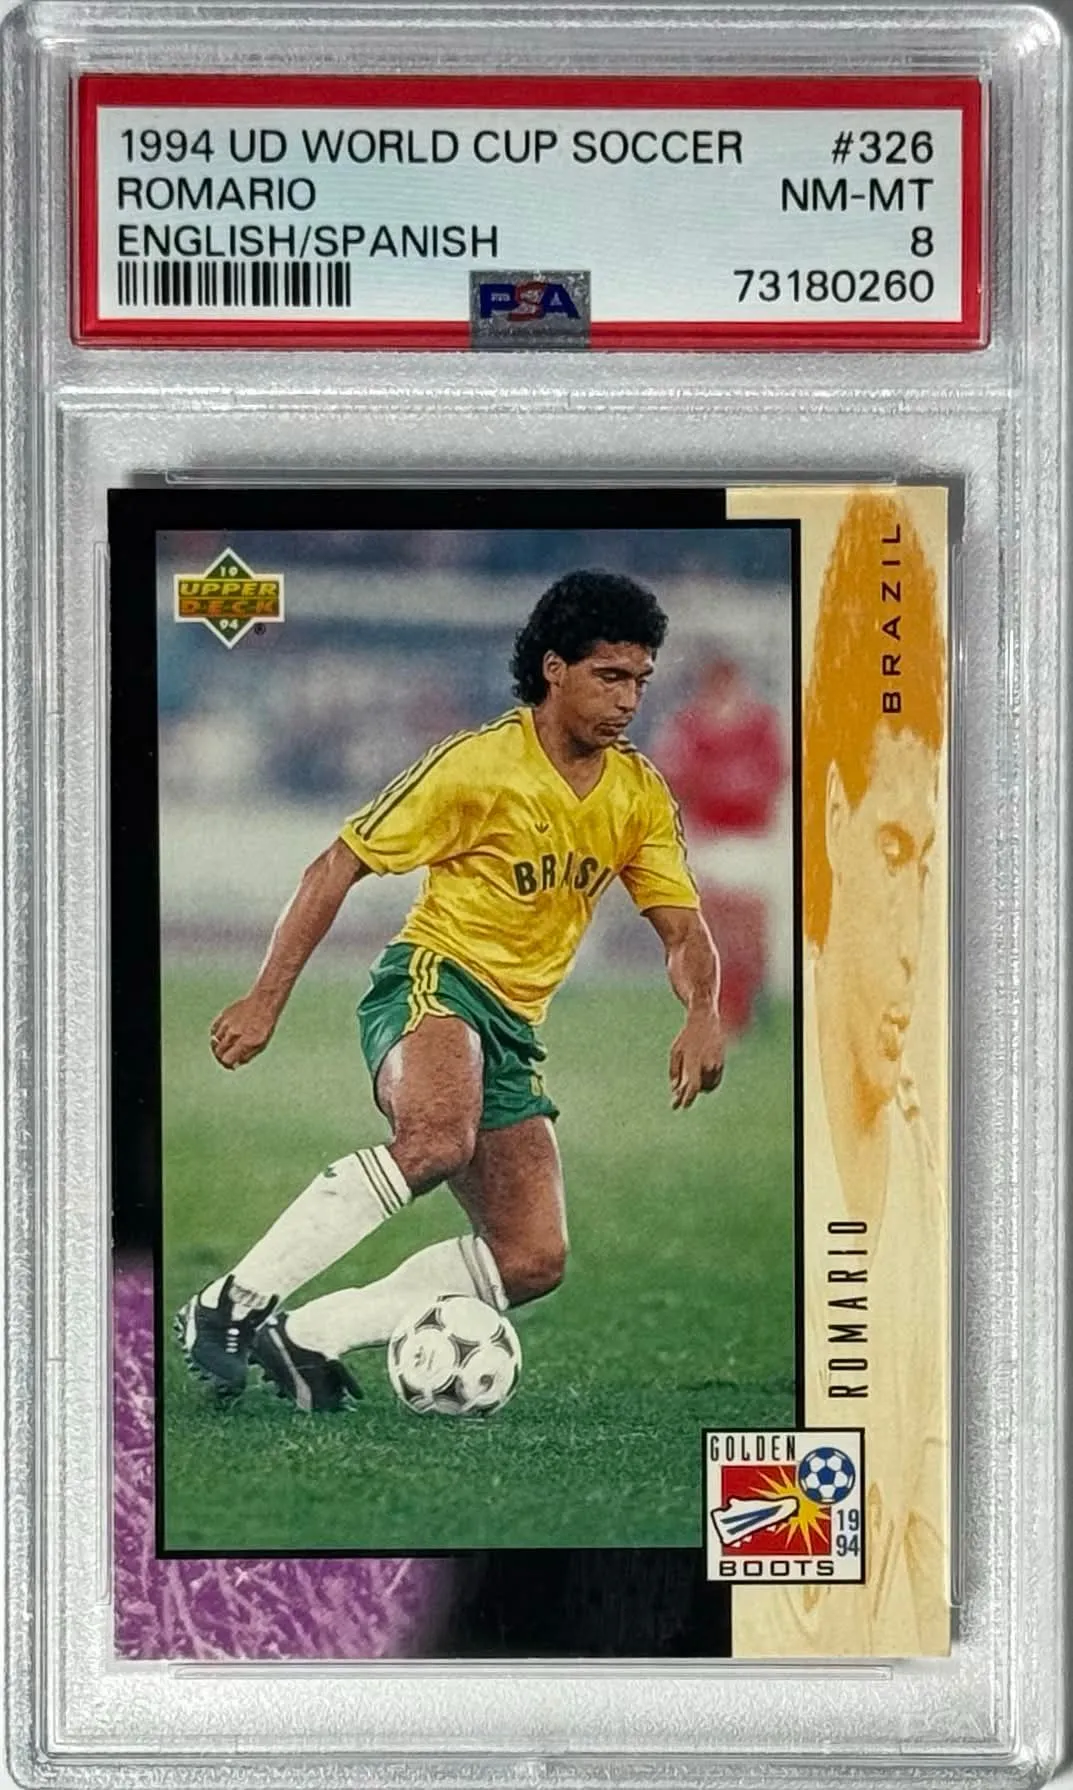 1994 UD WORLD CUP SOCCER #326
ROMARIO NM-MT
ENGLISH/SPANISH 8
73180260
PSA
19
UPPER
DECK
94
®
BRAZIL
BRASI
ROMARIO
GOLDEN
19
94
BOOTS